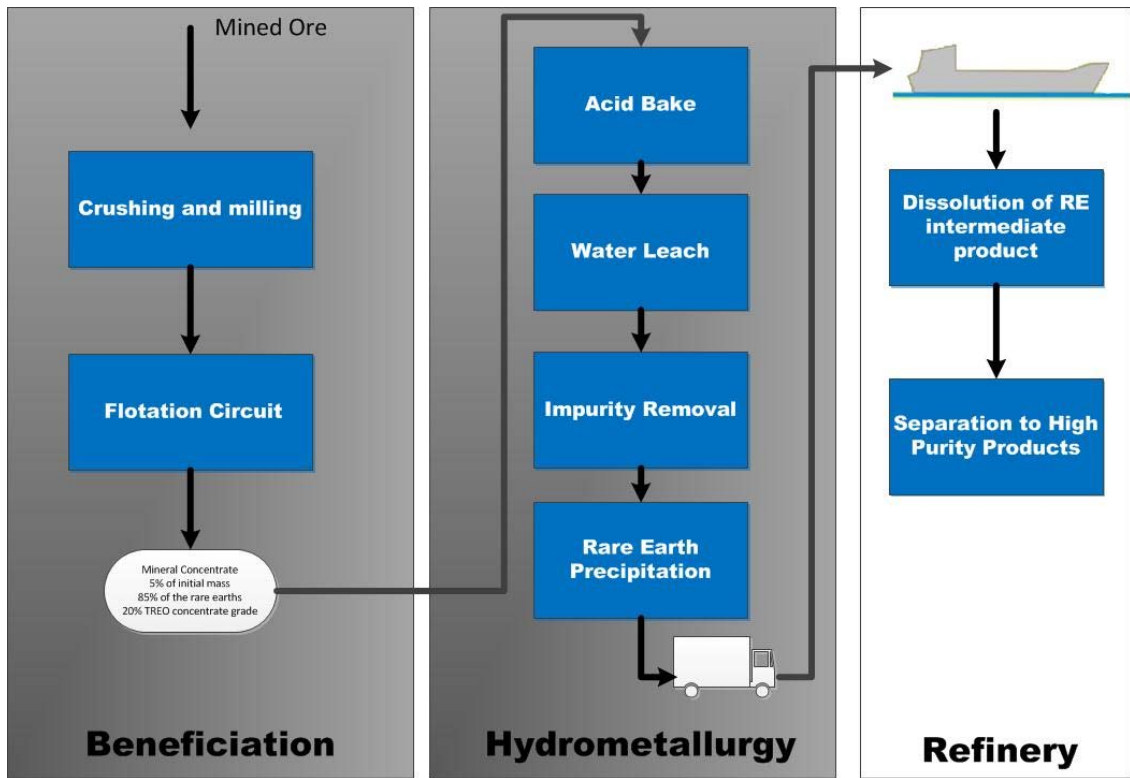 Mined Ore
Crushing and milling
Flotation Circuit
Mineral Concentrate
5% of initial mass
85% of the rare earths
20% TREO concentrate grade
Beneficiation
Acid Bake
Water Leach
Impurity Removal
Rare Earth
Precipitation
Hydrometallurgy
Dissolution of RE
intermediate
product
Separation to High
Purity Products
Refinery